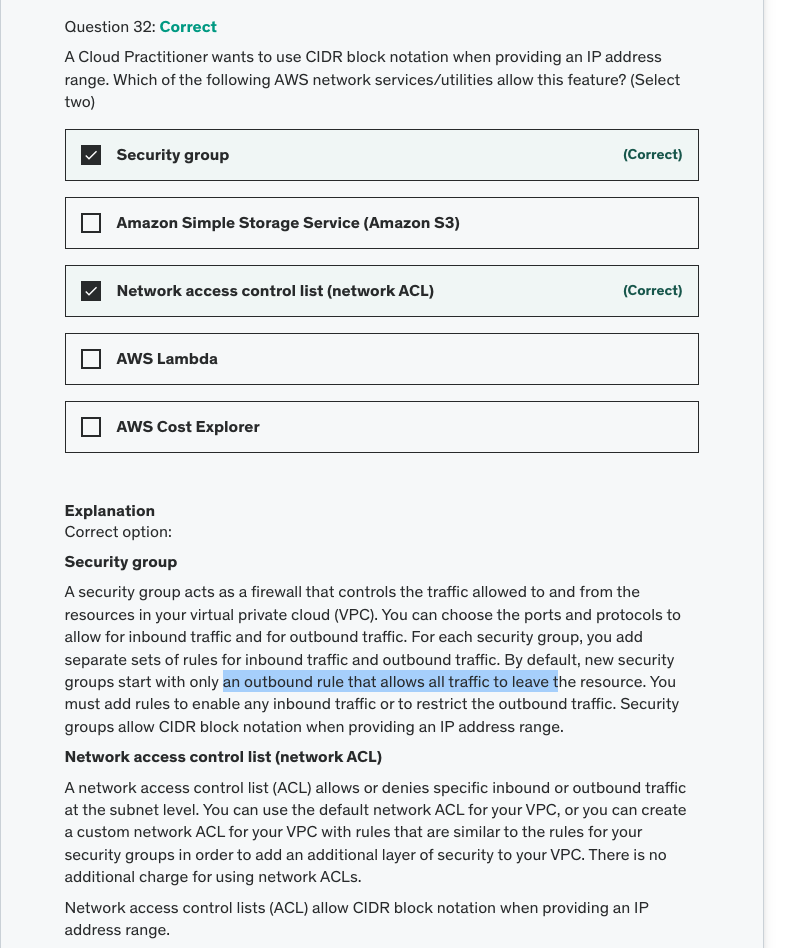 Question 32: Correct
A Cloud Practitioner wants to use CIDR block notation when providing an IP address
range. Which of the following AWS network services/utilities allow this feature? (Select
two)
Security group (Correct)
Amazon Simple Storage Service (Amazon S3)
Network access control list (network ACL) (Correct)
AWS Lambda
AWS Cost Explorer
Explanation
Correct option:
Security group
A security group acts as a firewall that controls the traffic allowed to and from the
resources in your virtual private cloud (VPC). You can choose the ports and protocols to
allow for inbound traffic and for outbound traffic. For each security group, you add
separate sets of rules for inbound traffic and outbound traffic. By default, new security
groups start with only an outbound rule that allows all traffic to leave the resource. You
must add rules to enable any inbound traffic or to restrict the outbound traffic. Security
groups allow CIDR block notation when providing an IP address range.
Network access control list (network ACL)
A network access control list (ACL) allows or denies specific inbound or outbound traffic
at the subnet level. You can use the default network ACL for your VPC, or you can create
a custom network ACL for your VPC with rules that are similar to the rules for your
security groups in order to add an additional layer of security to your VPC. There is no
additional charge for using network ACLs.
Network access control lists (ACL) allow CIDR block notation when providing an IP
address range.